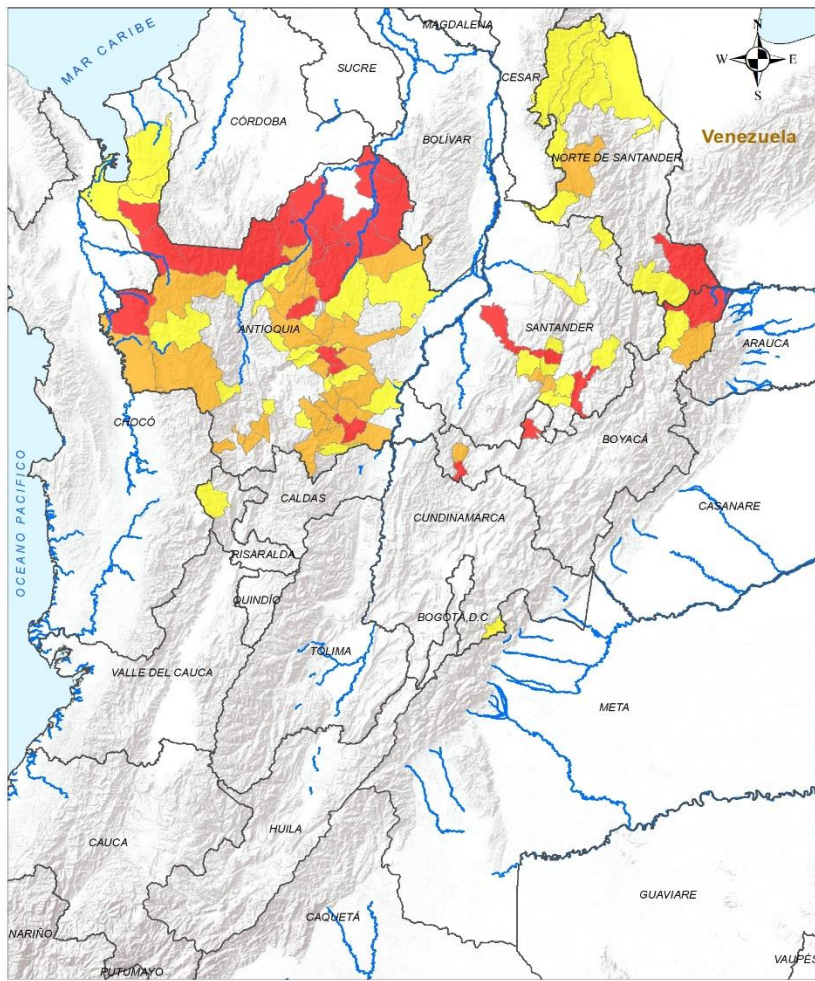 MAGDALENA
N
W E
S
MAR CARIBE
SUCRE
CESAR
CÓRDOBA
BOLÍVAR
Venezuela
NORTE DE SANTANDER
ANTIOQUIA
SANTANDER
ARAUCA
CHOCÓ
BOYACÁ
OCEANO PACIFICO
CALDAS
CUNDINAMARCA
CASANARE
RISARALDA
QUINDÍO
BOGOTÁ, D.C
TOLIMA
VALLE DEL CAUCA
META
HUILA
CAUCA
GUAVIARE
CAQUETÁ
NARIÑO
VAUPÉS
PUTUMAYO